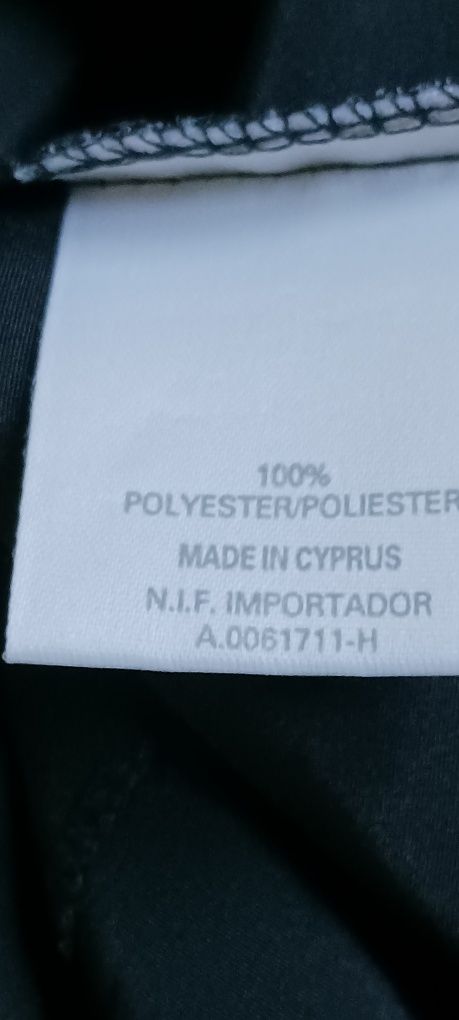 100%
POLYESTER/POLIESTER
MADE IN CYPRUS
N.I.F. IMPORTADOR
A.0061711-H